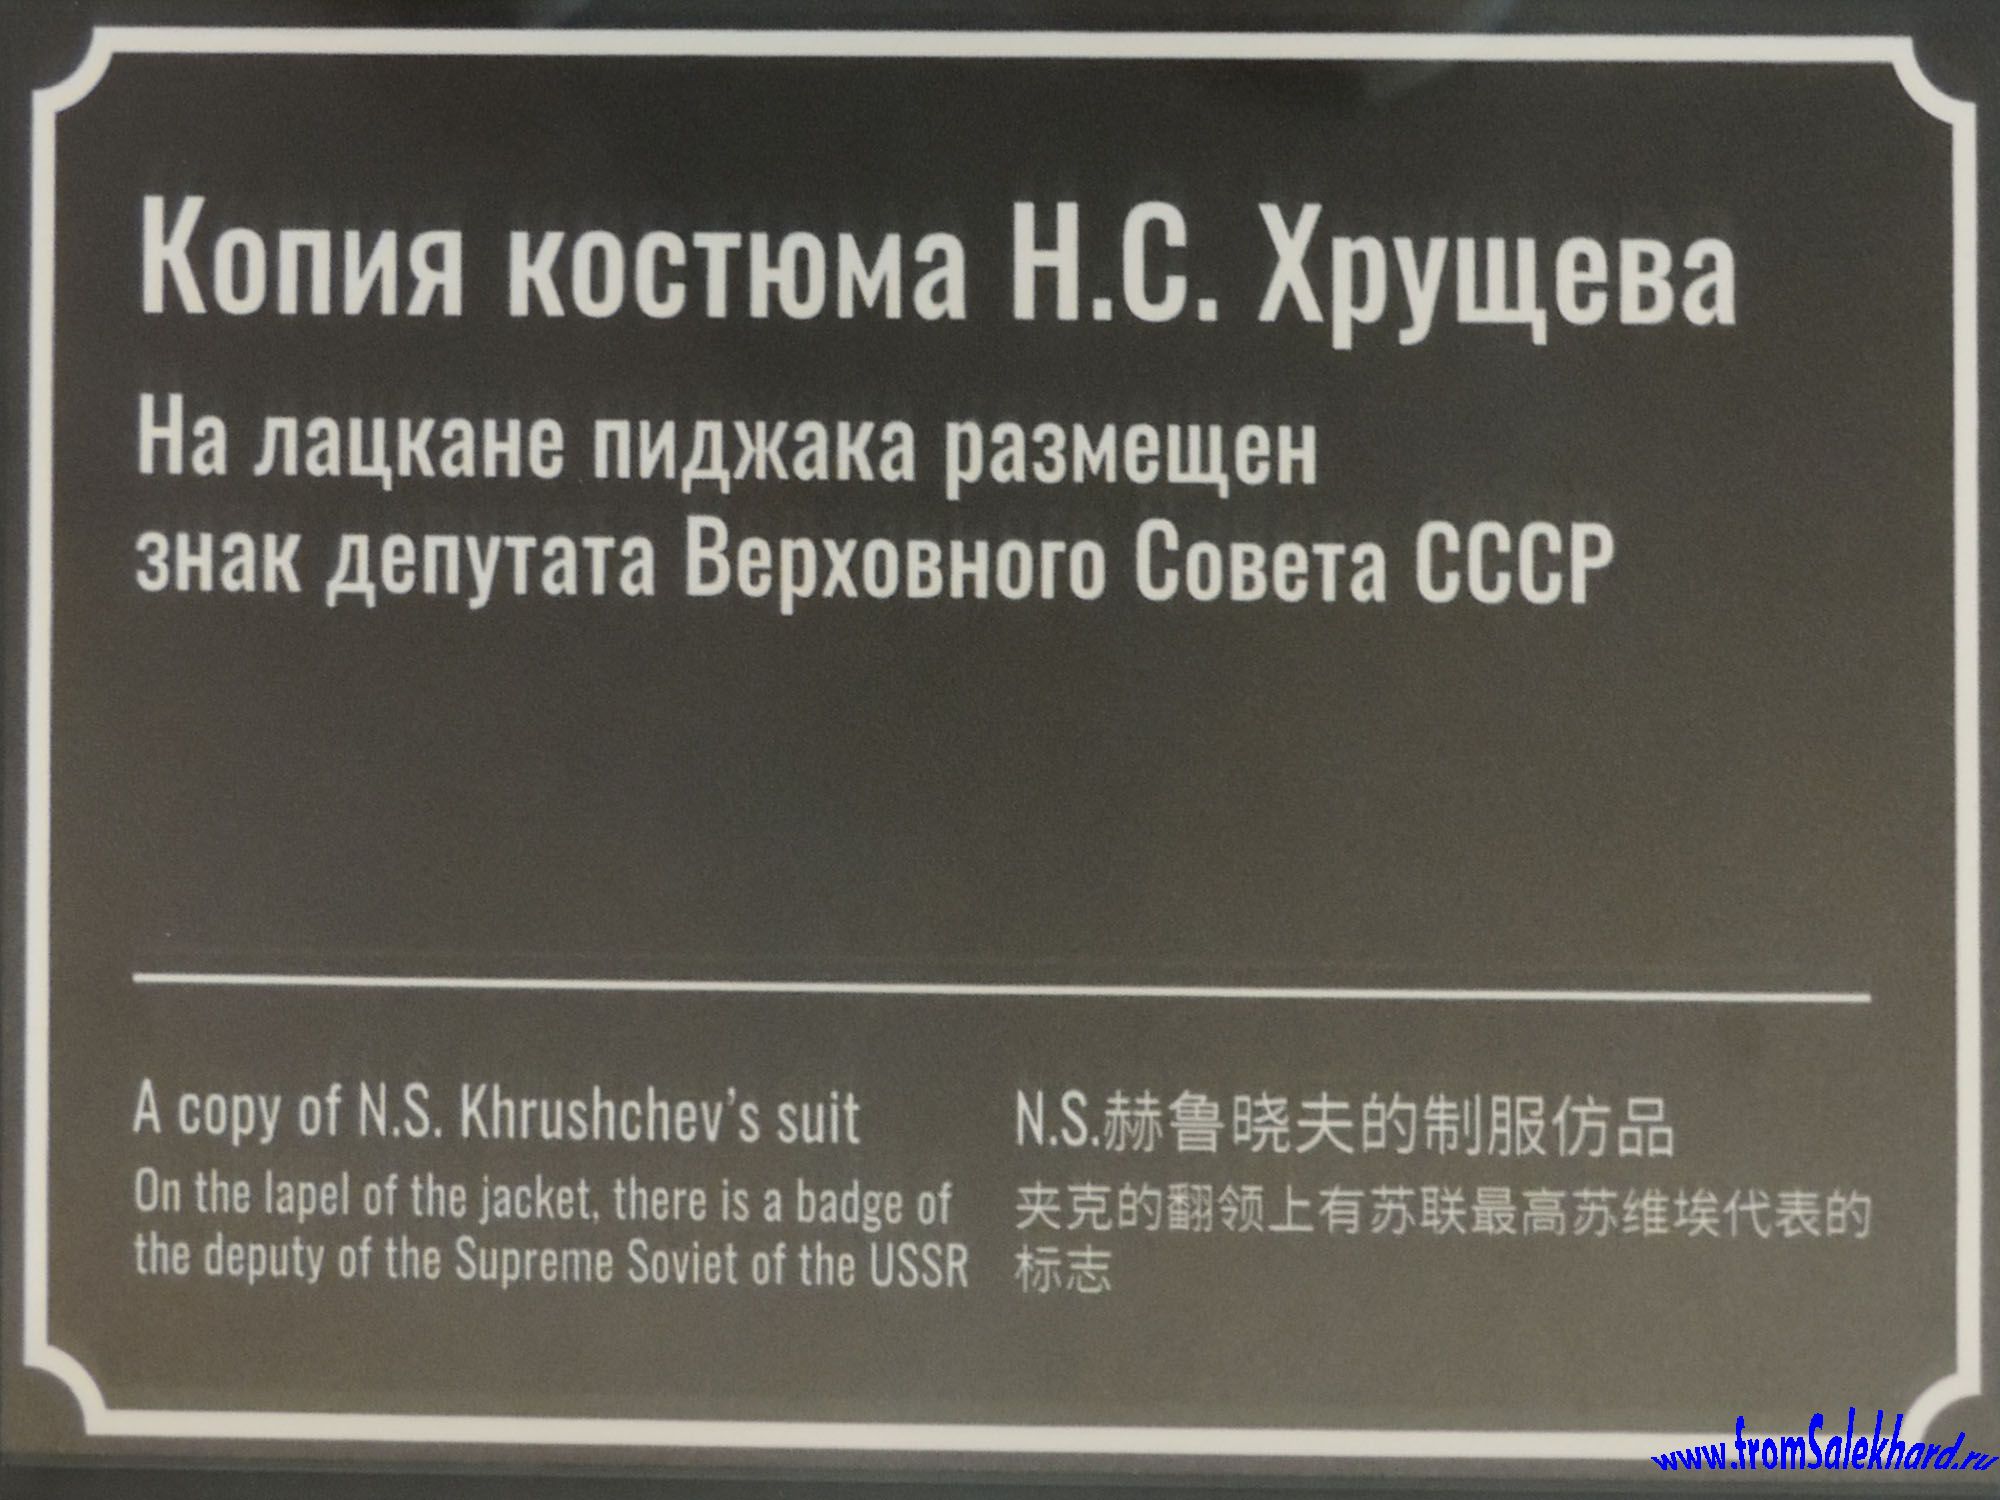 Копия костюма Н.С. Хрущева
На лацкане пиджака размещен
знак депутата Верховного Совета СССР
A copy of N.S. Khrushchev's suit
On the lapel of the jacket, there is a badge of
the deputy of the Supreme Soviet of the USSR
N.S.赫鲁晓夫的制服仿品
夹克的翻领上有苏联最高苏维埃代表的
标志
www.fromSalekhard.ru